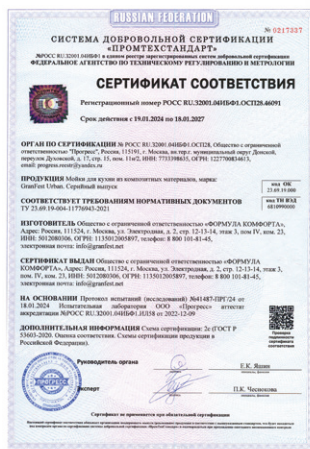 RUSSIAN FEDERATION
№ 0217337
СИСТЕМА ДОБРОВОЛЬНОЙ СЕРТИФИКАЦИИ
«ПРОМТЕХСТАНДАРТ»
№РОСС RU.32001.04ИБФ1 в едином реестре зарегистрированных систем добровольной сертификации
ФЕДЕРАЛЬНОЕ АГЕНТСТВО ПО ТЕХНИЧЕСКОМУ РЕГУЛИРОВАНИЮ И МЕТРОЛОГИИ
СЕРТИФИКАТ СООТВЕТСТВИЯ
Регистрационный номер РОСС RU.32001.04ИБФ1.ОСП28.46091
Срок действия с 19.01.2024 по 18.01.2027
ОРГАН ПО СЕРТИФИКАЦИИ Общество с ограниченной
ответственностью "Прогресс", Россия, 115191, г. Москва, вн.тер.г. муниципальный округ Донской,
переулок Духовской, д. 17, стр. 15, пом. 11н/2, ИНН:
email: progress.reestr@yandex.ru
ПРОДУКЦИЯ Мойки для кухни из композитных материалов, марка:
GranFest Urban. Серийный выпуск
код ОК
23.69.19.000
СООТВЕТСТВУЕТ ТРЕБОВАНИЯМ НОРМАТИВНЫХ ДОКУМЕНТОВ
ТУ 23.69.19-004-11776943-2021
код ТН ВЭД
6810990000
ИЗГОТОВИТЕЛЬ Общество с ограниченной ответственностью «ФОРМУЛА КОМФОРТА»,
Адрес: Россия, 111524, г. Москва, ул. Электродная, д. 2, стр. 12-13-14, этаж 3, пом IV, ком. 23,
ИНН: 5012080306, ОГРН: 1135012005897, телефон: 8 800 101-81-45,
электронная почта: info@granfest.net
СЕРТИФИКАТ ВЫДАН Общество с ограниченной ответственностью «ФОРМУЛА
КОМФОРТА», Адрес: Россия, 111524, г. Москва, ул. Электродная, д. 2, стр. 12-13-14, этаж 3, пом
IV, ком. 23, ИНН: 5012080306, ОГРН: 1135012005897, телефон: 8 800 101-81-45,
электронная почта: info@granfest.net
НА ОСНОВАНИИ Протокол испытаний (исследований) №41487-ПРГ/24 от
18.01.2024 Испытательная лаборатория ООО «Прогресс» аттестат
аккредитации №РОСС RU.32001.04ИБФ1.ИЛ58 от 2022-12-09
ДОПОЛНИТЕЛЬНАЯ ИНФОРМАЦИЯ Схема сертификации: 2с (ГОСТ Р
53603-2020. Оценка соответствия. Схемы сертификации продукции в
Российской Федерации).
Руководитель органа
Е.К. Яшин
ПРОГРЕСС
Эксперт
П.К. Чеснокова
Сертификат не применяется при обязательной сертификации